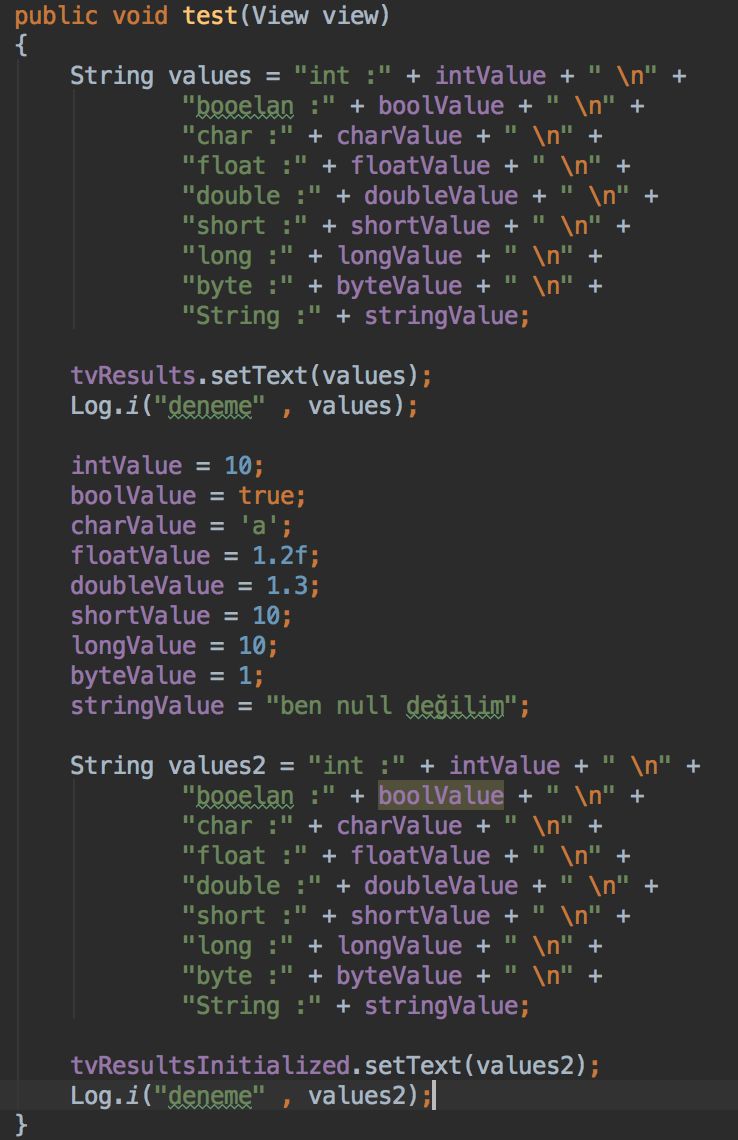 public void test(View view)
{
String values = "int :" + intValue + " \n" +
"booelan :" + boolValue + " \n" +
"char :" + charValue + " \n" +
"float :" + floatValue + " \n" +
"double :" + doubleValue + " \n" +
"short :" + shortValue + " \n" +
"long :" + longValue + " \n" +
"byte :" + byteValue + " \n" +
"String :" + stringValue;
tvResults.setText(values);
Log.i("deneme" , values);
intValue = 10;
boolValue = true;
charValue = 'a';
floatValue = 1.2f;
doubleValue = 1.3;
shortValue = 10;
longValue = 10;
byteValue = 1;
stringValue = "ben null değilim";
String values2 = "int :" + intValue + " \n" +
"booelan :" + boolValue + " \n" +
"char :" + charValue + " \n" +
"float :" + floatValue + " \n" +
"double :" + doubleValue + " \n" +
"short :" + shortValue + " \n" +
"long :" + longValue + " \n" +
"byte :" + byteValue + " \n" +
"String :" + stringValue;
tvResultsInitialized.setText(values2);
Log.i("deneme" , values2);
}